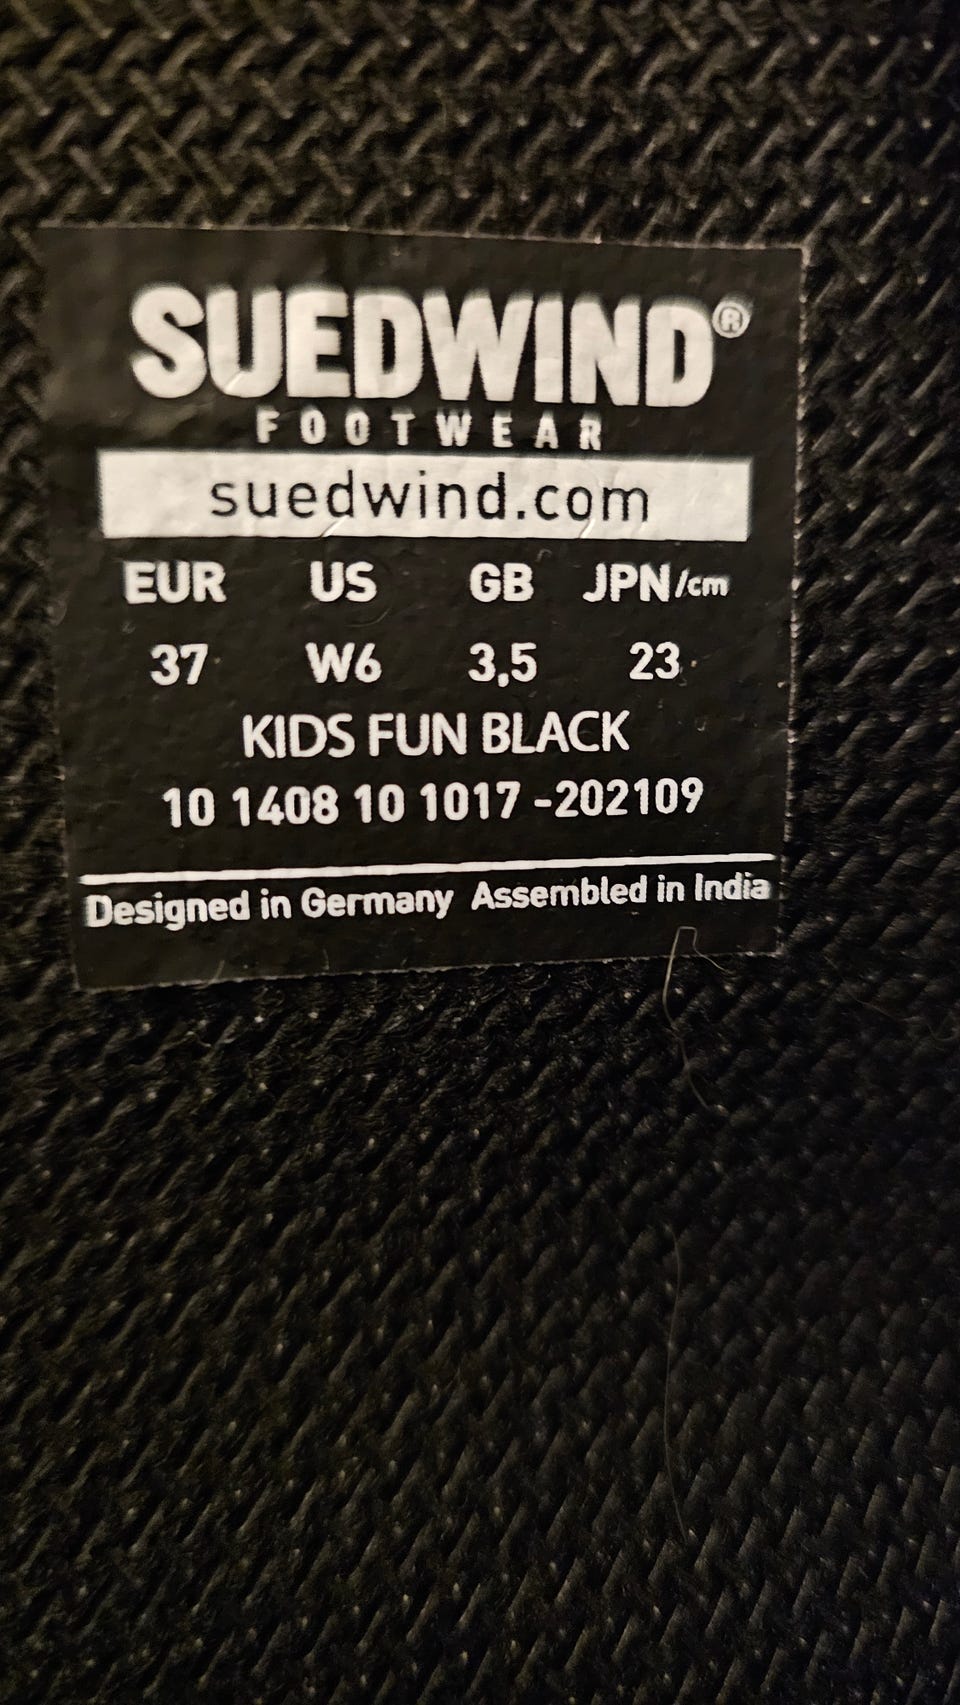 SUEDWIND®
FOOTWEAR
suedwind.com
EUR US GB JPN/cm
37 W6 3,5 23
KIDS FUN BLACK
10 1408 10 1017 -202109
Designed in Germany Assembled in India